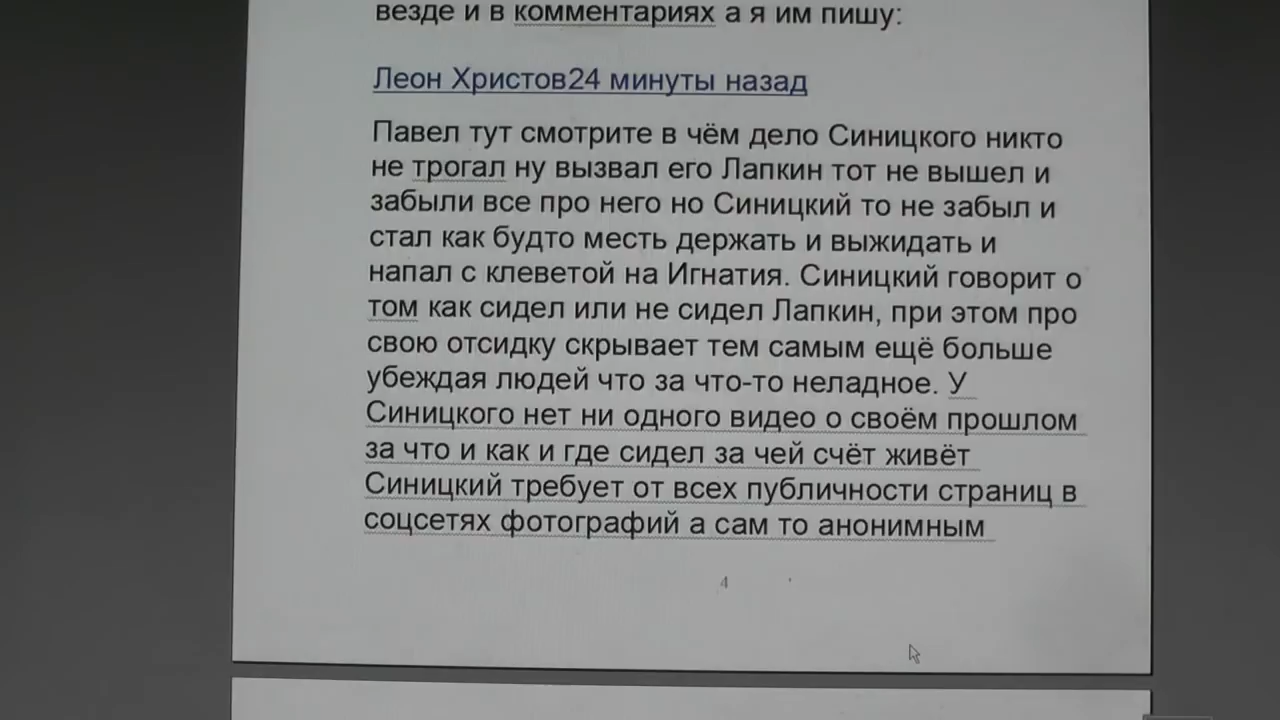 везде и в комментариях а я им пишу:
Леон Христов24 минуты назад
Павел тут смотрите в чём дело Синицкого никто
не трогал ну вызвал его Лапкин тот не вышел и
забыли все про него но Синицкий то не забыл и
стал как будто месть держать и выжидать и
напал с клеветой на Игнатия. Синицкий говорит о
том как сидел или не сидел Лапкин, при этом про
свою отсидку скрывает тем самым ещё больше
убеждая людей что за что-то неладное. У
Синицкого нет ни одного видео о своём прошлом
за что и как и где сидел за чей счёт живёт
Синицкий требует от всех публичности страниц в
соцсетях фотографий а сам то анонимным
4